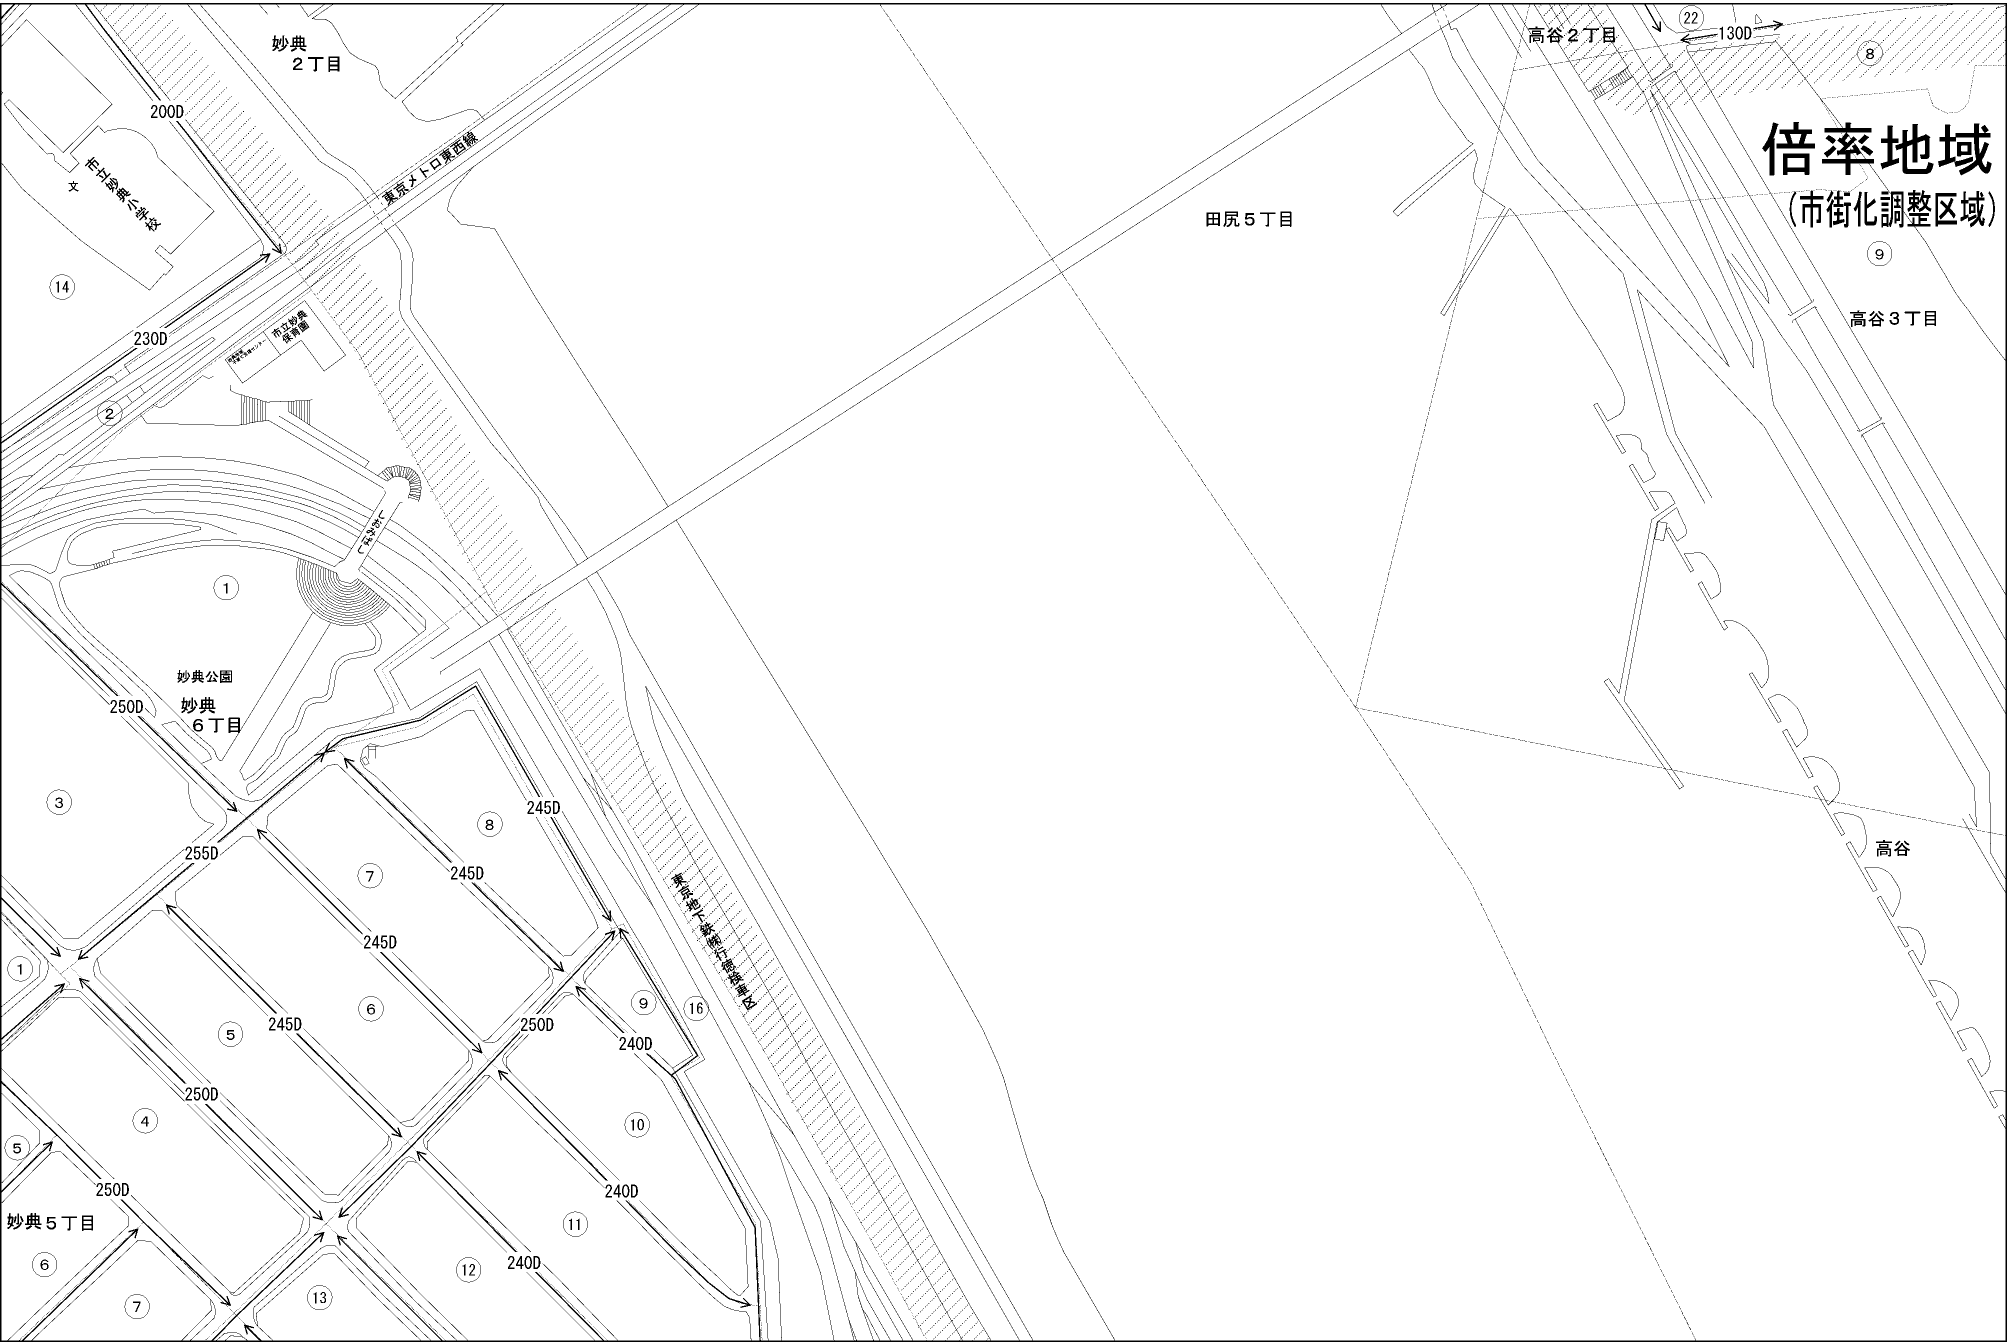 妙典
２丁目
高谷２丁目
22
130D
8
200D
倍率地域
（市街化調整区域）
東京メトロ東西線
市立妙典小学校
文
田尻５丁目
9
14
高谷３丁目
230D
市立妙典
保育園
2
1
妙典公園
妙典
６丁目
250D
3
8
245D
255D
7
245D
高谷
東京地下鉄㈱行徳検車区
245D
1
5
6
9
16
245D
250D
240D
250D
4
10
5
250D
240D
妙典５丁目
11
6
12
240D
7
13